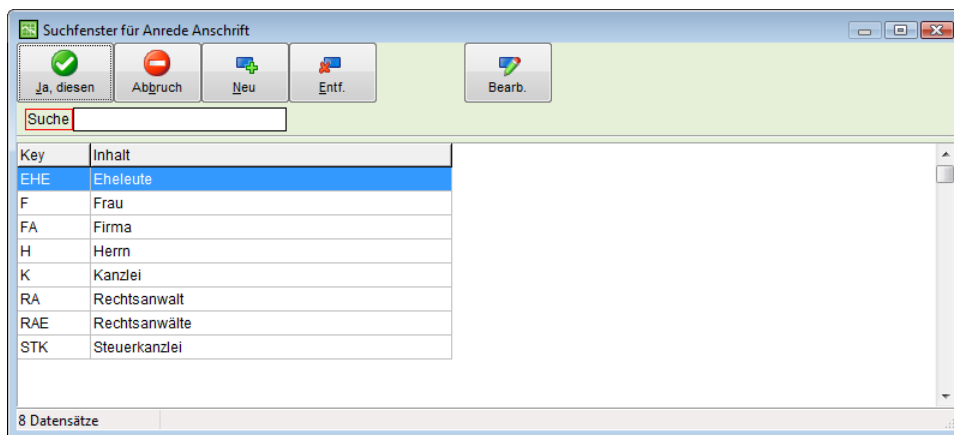 Suchfenster für Anrede Anschrift
Ja, diesen Abbruch Neu Entf. Bearb.
Suche
Key Inhalt
EHE Eheleute
F Frau
FA Firma
H Herrn
K Kanzlei
RA Rechtsanwalt
RAE Rechtsanwälte
STK Steuerkanzlei
8 Datensätze